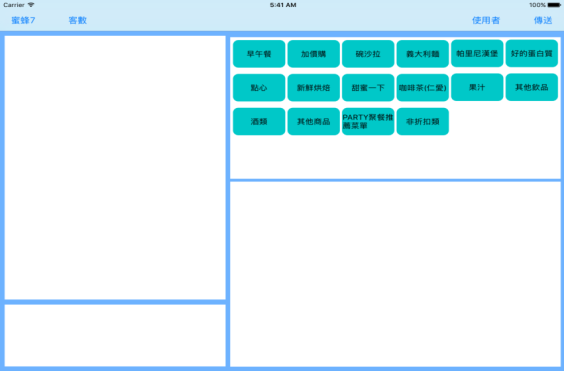 Carrier
5:41 AM
100%
蜜蜂7
客數
使用者
傳送
早午餐
加價購
碗沙拉
義大利麵
帕里尼漢堡
好的蛋白質
點心
新鮮烘焙
甜蜜一下
咖啡茶(仁愛)
果汁
其他飲品
酒類
其他商品
PARTY聚餐推
薦菜單
非折扣類